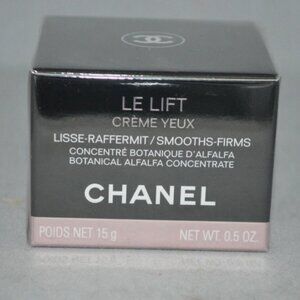 LE LIFT
CRÈME YEUX
LISSE-RAFFERMIT/SMOOTHS-FIRMS
CONCENTRÉ BOTANIQUE D'ALFALFA
BOTANICAL ALFALFA CONCENTRATE
CHANEL
POIDS NET 15 g NET WT. 0.5 OZ.